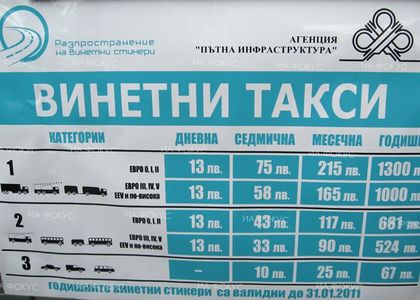 Разпространение
на винетни стикери
АГЕНЦИЯ
"ПЪТНА ИНФРАСТРУКТУРА"
ВИНЕТНИ ТАКСИ
КАТЕГОРИИ ДНЕВНА СЕДМИЧНА МЕСЕЧНА ГОДИШ
1 ЕВРО 0, I, II 13 лв. 75 лв. 215 лв. 1300 л
ЕВРО III, IV, V EEV и по-висока 13 лв. 58 лв. 165 лв. 1000 л
2 ЕВРО 0, I, II 13 лв. 43 лв. 117 лв. 681 лв
ЕВРО III, IV, V EEV и по-висока 13 лв. 33 лв. 90 лв. 524 лв.
3 – 10 лв. 25 лв. 67 лв.
ГОДИШНИТЕ ВИНЕТНИ СТИКЕРИ СА ВАЛИДНИ ДО 31.01.2011
ИА ФОКУС